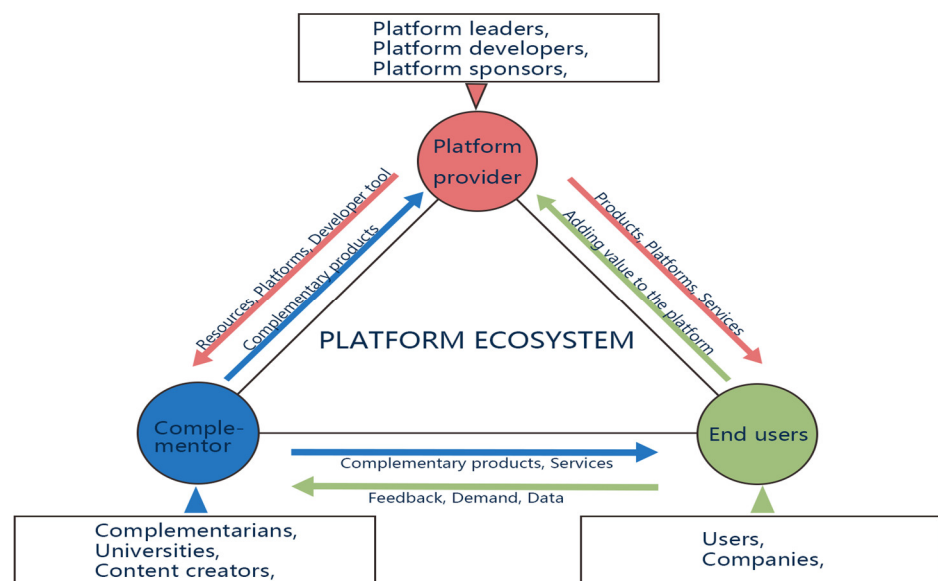 Platform leaders,
Platform developers,
Platform sponsors,
Platform
provider
Resources, Platforms, Developer tool
Complementary products
Adding value to the platform
Products, Platforms, Services
PLATFORM ECOSYSTEM
Comple-
mentor
End users
Complementary products, Services
Feedback, Demand, Data
Complementarians,
Universities,
Content creators,
Users,
Companies,